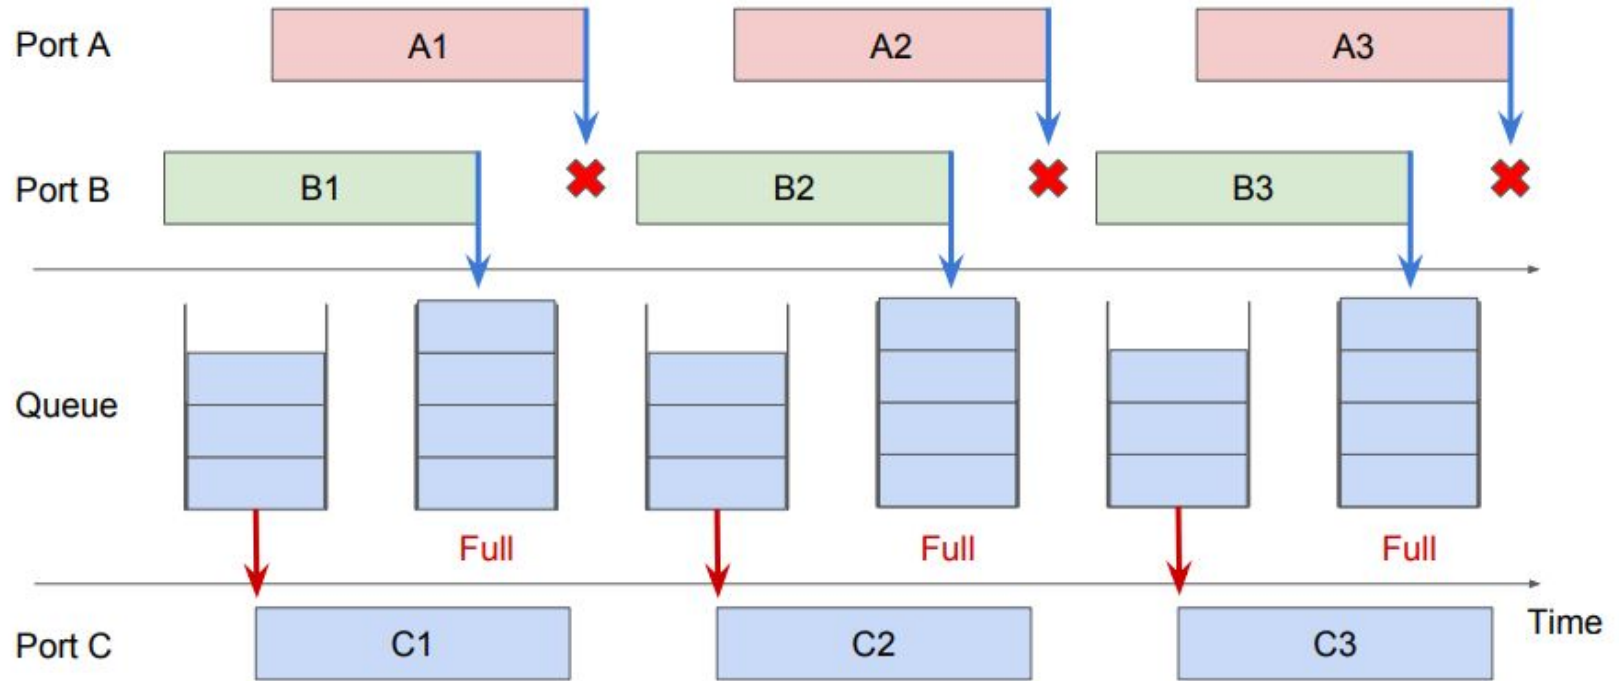 Port A
A1
A2
A3
Port B
B1
B2
B3
Queue
Full
Full
Full
Time
Port C
C1
C2
C3